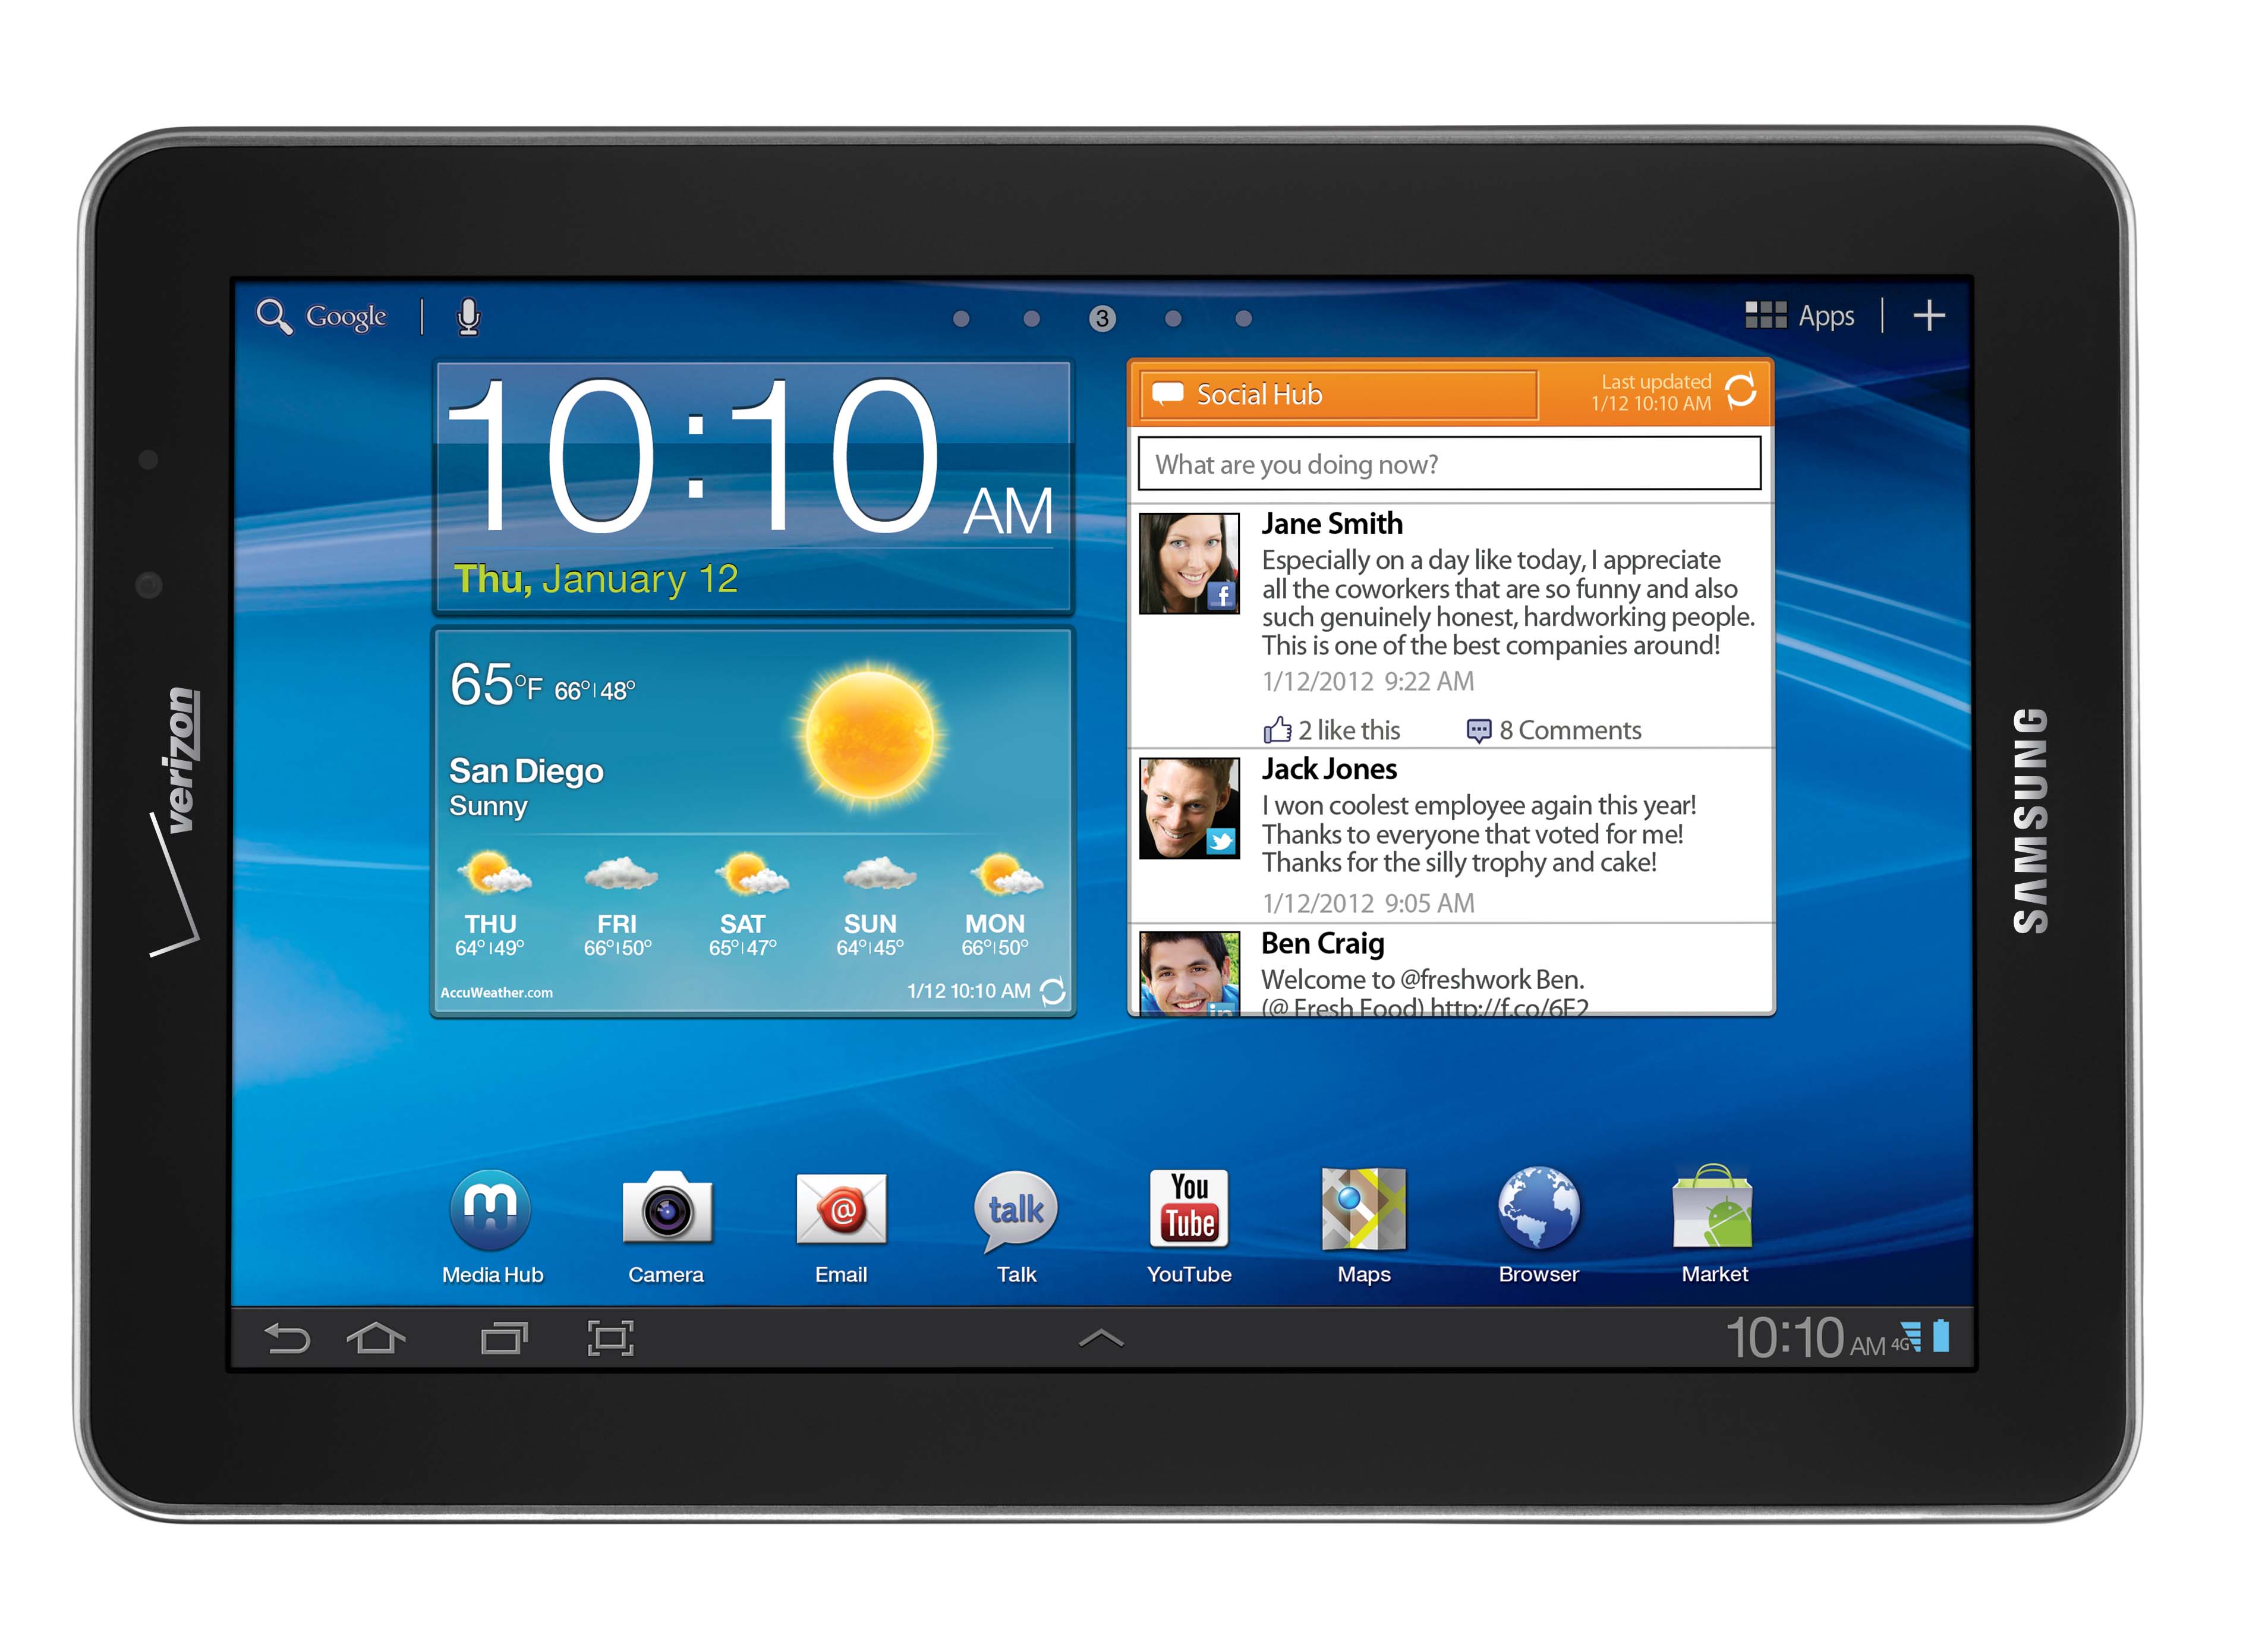 Google
3
Apps
10:10 AM
Thu, January 12
65°F 66°|48°
San Diego
Sunny
THU FRI SAT SUN MON
64°|49° 66°|50° 65°|47° 64°|45° 66°|50°
AccuWeather.com 1/12 10:10 AM
Social Hub
Last updated
1/12 10:10 AM
What are you doing now?
Jane Smith
Especially on a day like today, I appreciate
all the coworkers that are so funny and also
such genuinely honest, hardworking people.
This is one of the best companies around!
1/12/2012 9:22 AM
2 like this 8 Comments
f
Jack Jones
I won coolest employee again this year!
Thanks to everyone that voted for me!
Thanks for the silly trophy and cake!
1/12/2012 9:05 AM
Ben Craig
Welcome to @freshwork Ben.
(@ Fresh Food) http://f.co/6F2
in
m
@
talk
You
Tube
Media Hub Camera Email Talk YouTube Maps Browser Market
10:10 AM 4G
verizon
SAMSUNG